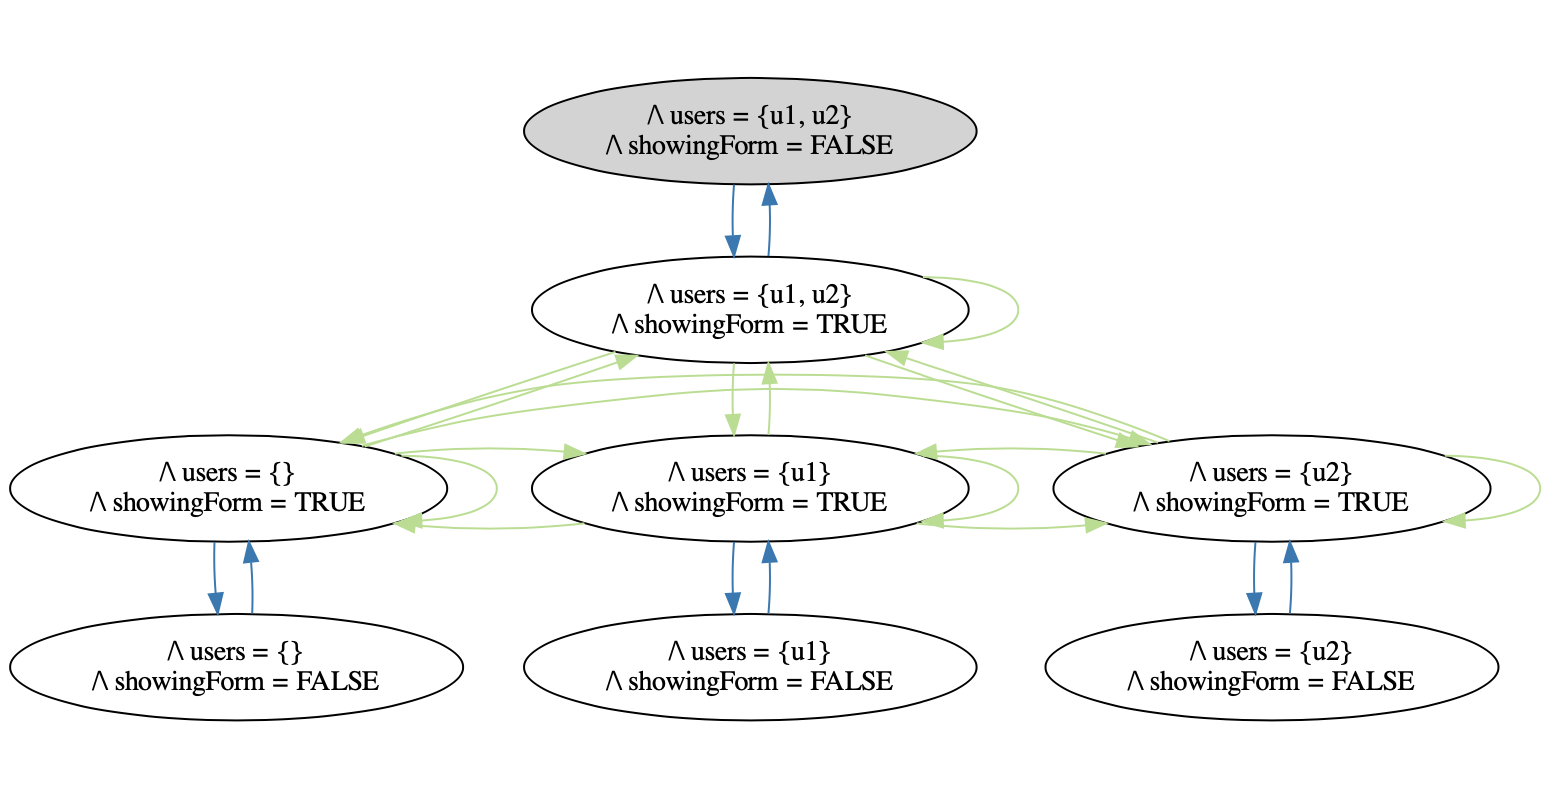 /\ users = {u1, u2}
/\ showingForm = FALSE
/\ users = {u1, u2}
/\ showingForm = TRUE
/\ users = {}
/\ showingForm = TRUE
/\ users = {u1}
/\ showingForm = TRUE
/\ users = {u2}
/\ showingForm = TRUE
/\ users = {}
/\ showingForm = FALSE
/\ users = {u1}
/\ showingForm = FALSE
/\ users = {u2}
/\ showingForm = FALSE